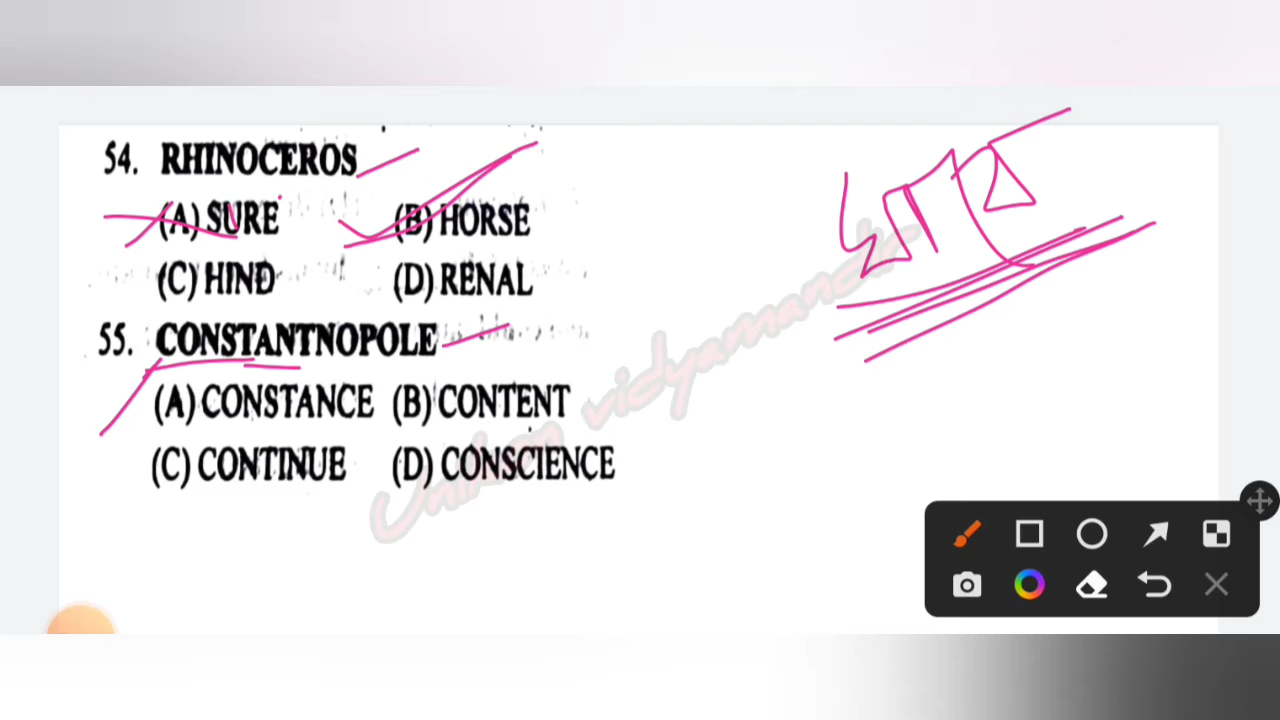 54. RHINOCEROS
(A) SURE (B) HORSE
(C) HIND (D) RENAL
55. CONSTANTNOPOLE
(A) CONSTANCE (B) CONTENT
(C) CONTINUE (D) CONSCIENCE